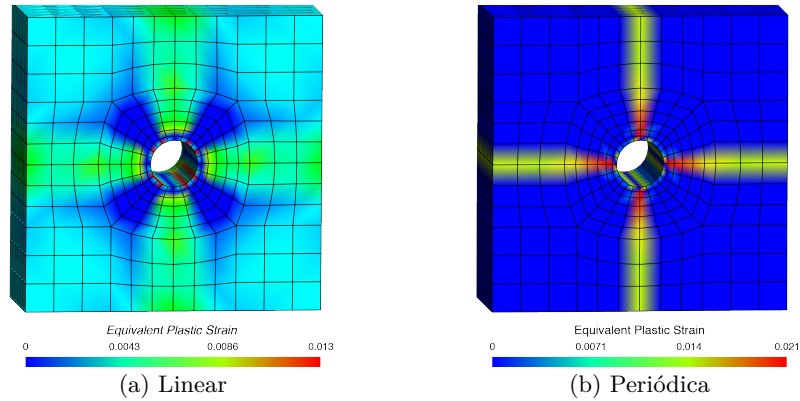 Equivalent Plastic Strain
0 0.0043 0.0086 0.013
(a) Linear
Equivalent Plastic Strain
0 0.0071 0.014 0.021
(b) Periódica